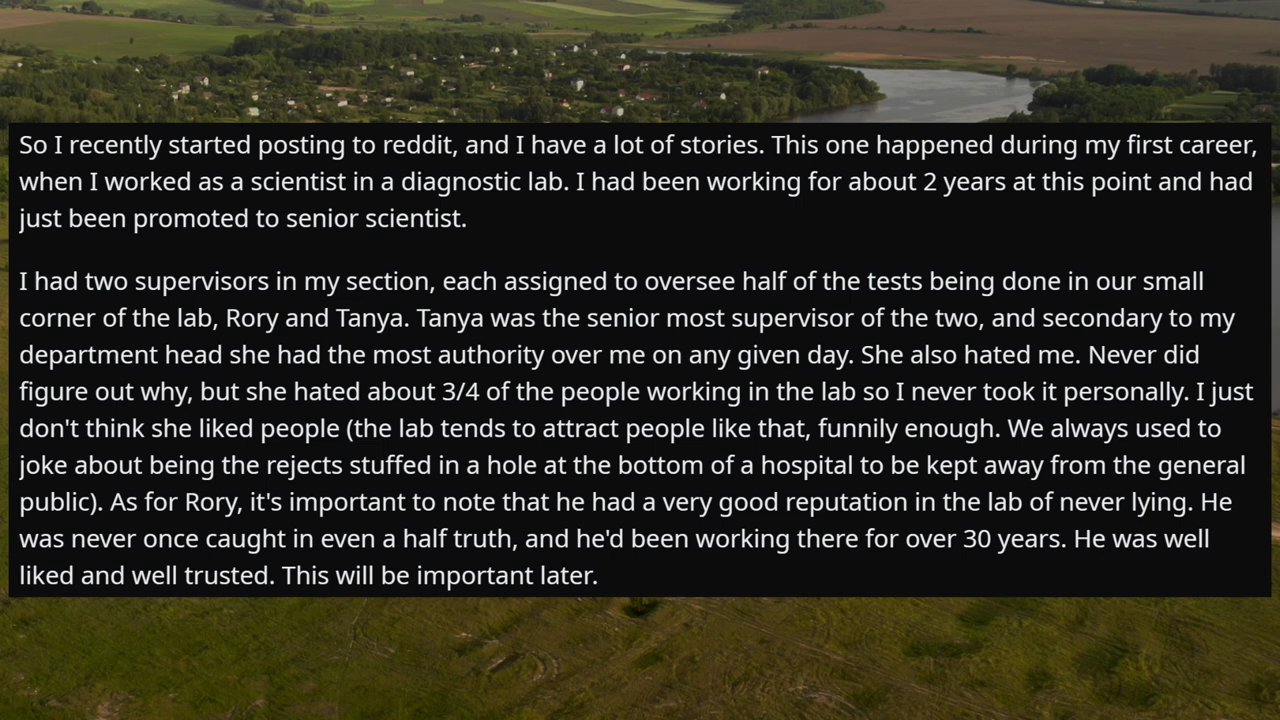 So I recently started posting to reddit, and I have a lot of stories. This one happened during my first career,
when I worked as a scientist in a diagnostic lab. I had been working for about 2 years at this point and had
just been promoted to senior scientist.
I had two supervisors in my section, each assigned to oversee half of the tests being done in our small
corner of the lab, Rory and Tanya. Tanya was the senior most supervisor of the two, and secondary to my
department head she had the most authority over me on any given day. She also hated me. Never did
figure out why, but she hated about 3/4 of the people working in the lab so I never took it personally. I just
don't think she liked people (the lab tends to attract people like that, funnily enough. We always used to
joke about being the rejects stuffed in a hole at the bottom of a hospital to be kept away from the general
public). As for Rory, it's important to note that he had a very good reputation in the lab of never lying. He
was never once caught in even a half truth, and he'd been working there for over 30 years. He was well
liked and well trusted. This will be important later.